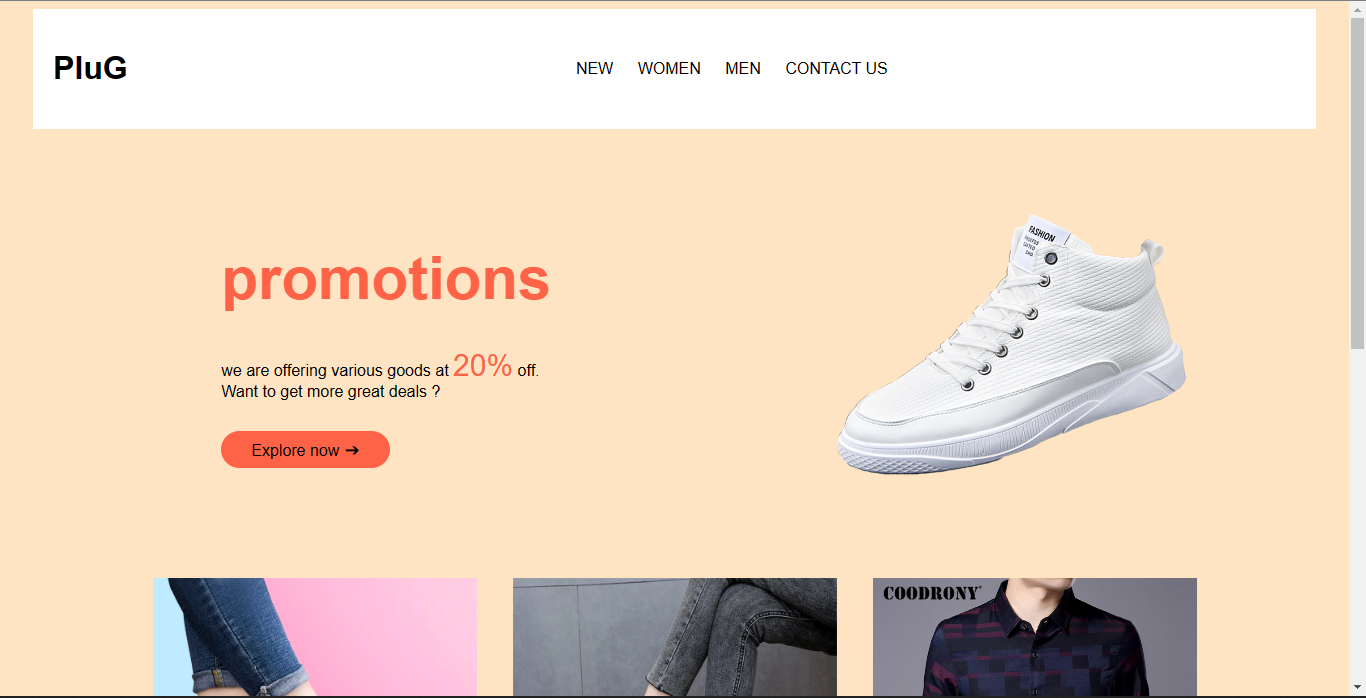 PluG
NEW WOMEN MEN CONTACT US
FASHION
promotions
we are offering various goods at 20% off.
Want to get more great deals ?
Explore now ➔
COODRONY